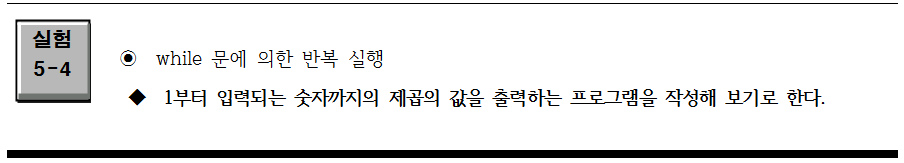 실험
5-4
◉ while 문에 의한 반복 실행
◆ 1부터 입력되는 숫자까지의 제곱의 값을 출력하는 프로그램을 작성해 보기로 한다.